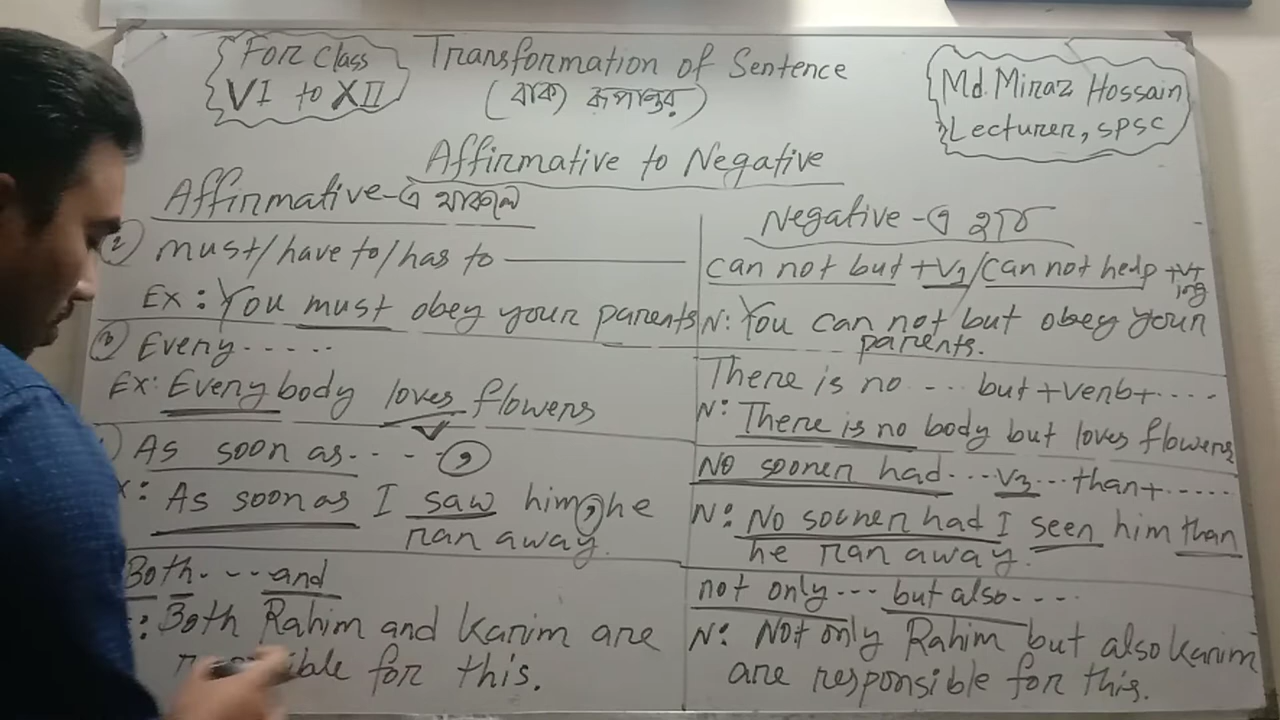 For Class
VI to XII
Transformation of Sentence
(বাক্য রূপান্তর)
Md. Miraz Hossain
Lecturer, SPSC
Affirmative to Negative
Affirmative-এ থাকলে
Negative-এ হবে
must/have to/has to
can not but + V1/Can not help + V+
ing
EX: You must obey your parents
N: You can not but obey your
parents.
Every.....
There is no .... but + verb+....
EX: Everybody loves flowers
N: There is no body but loves flowers
As soon as.... ,
No sooner had... V3... than+.....
: As soon as I saw him, he
ran away.
N: No sooner had I seen him than
he ran away.
Both....and
not only... but also....
: Both Rahim and Karim are
ible for this.
N: Not only Rahim but also Karim
are responsible for this.